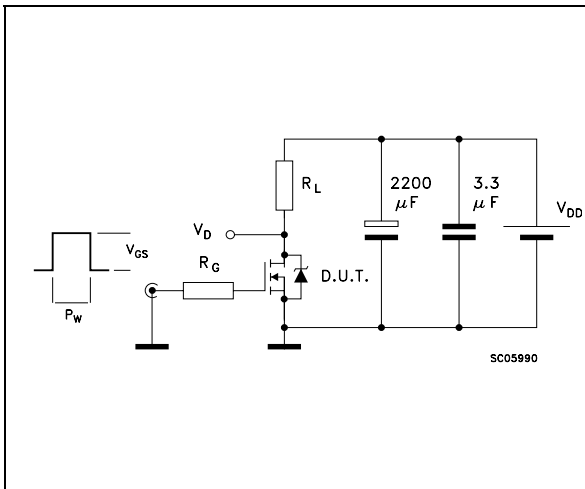 R_L
2200 μF
3.3 μF
V_DD
V_D
V_GS
R_G
D.U.T.
P_W
SC05990